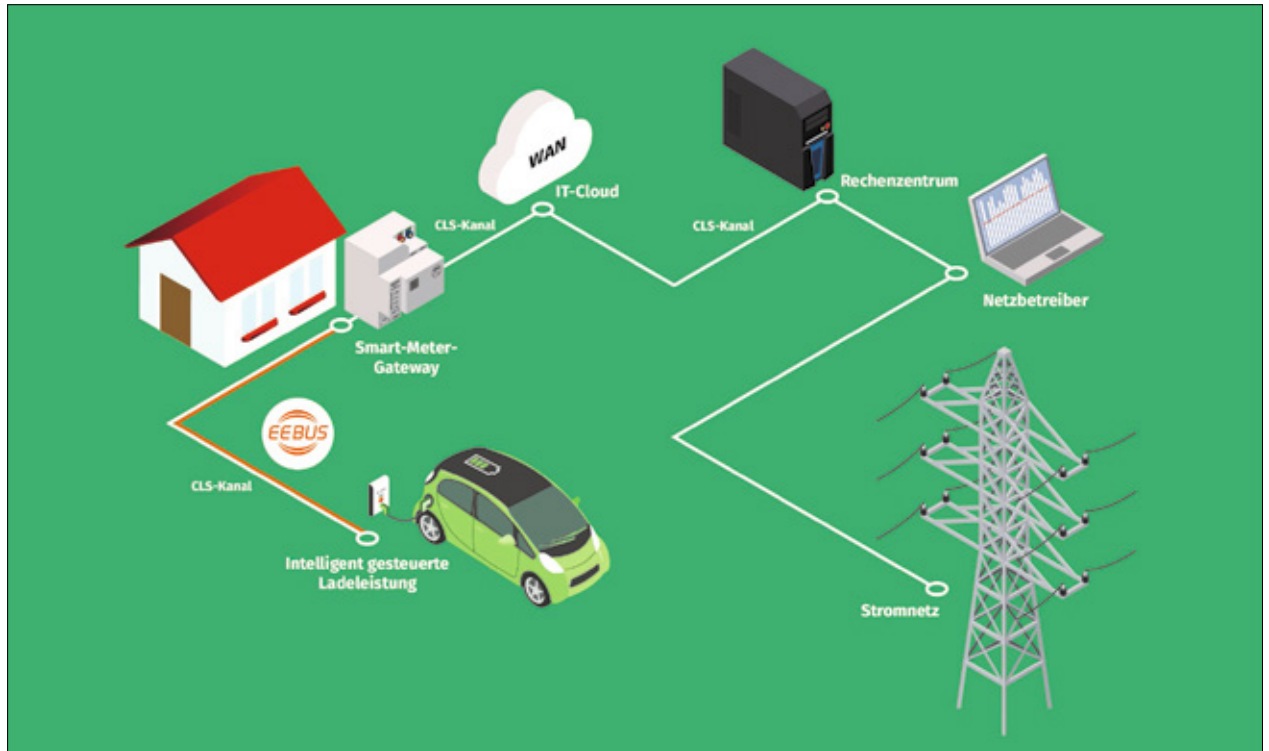 WAN
IT-Cloud
CLS-Kanal
Rechenzentrum
CLS-Kanal
Netzbetreiber
Smart-Meter-
Gateway
EEBUS
CLS-Kanal
Intelligent gesteuerte
Ladeleistung
Stromnetz